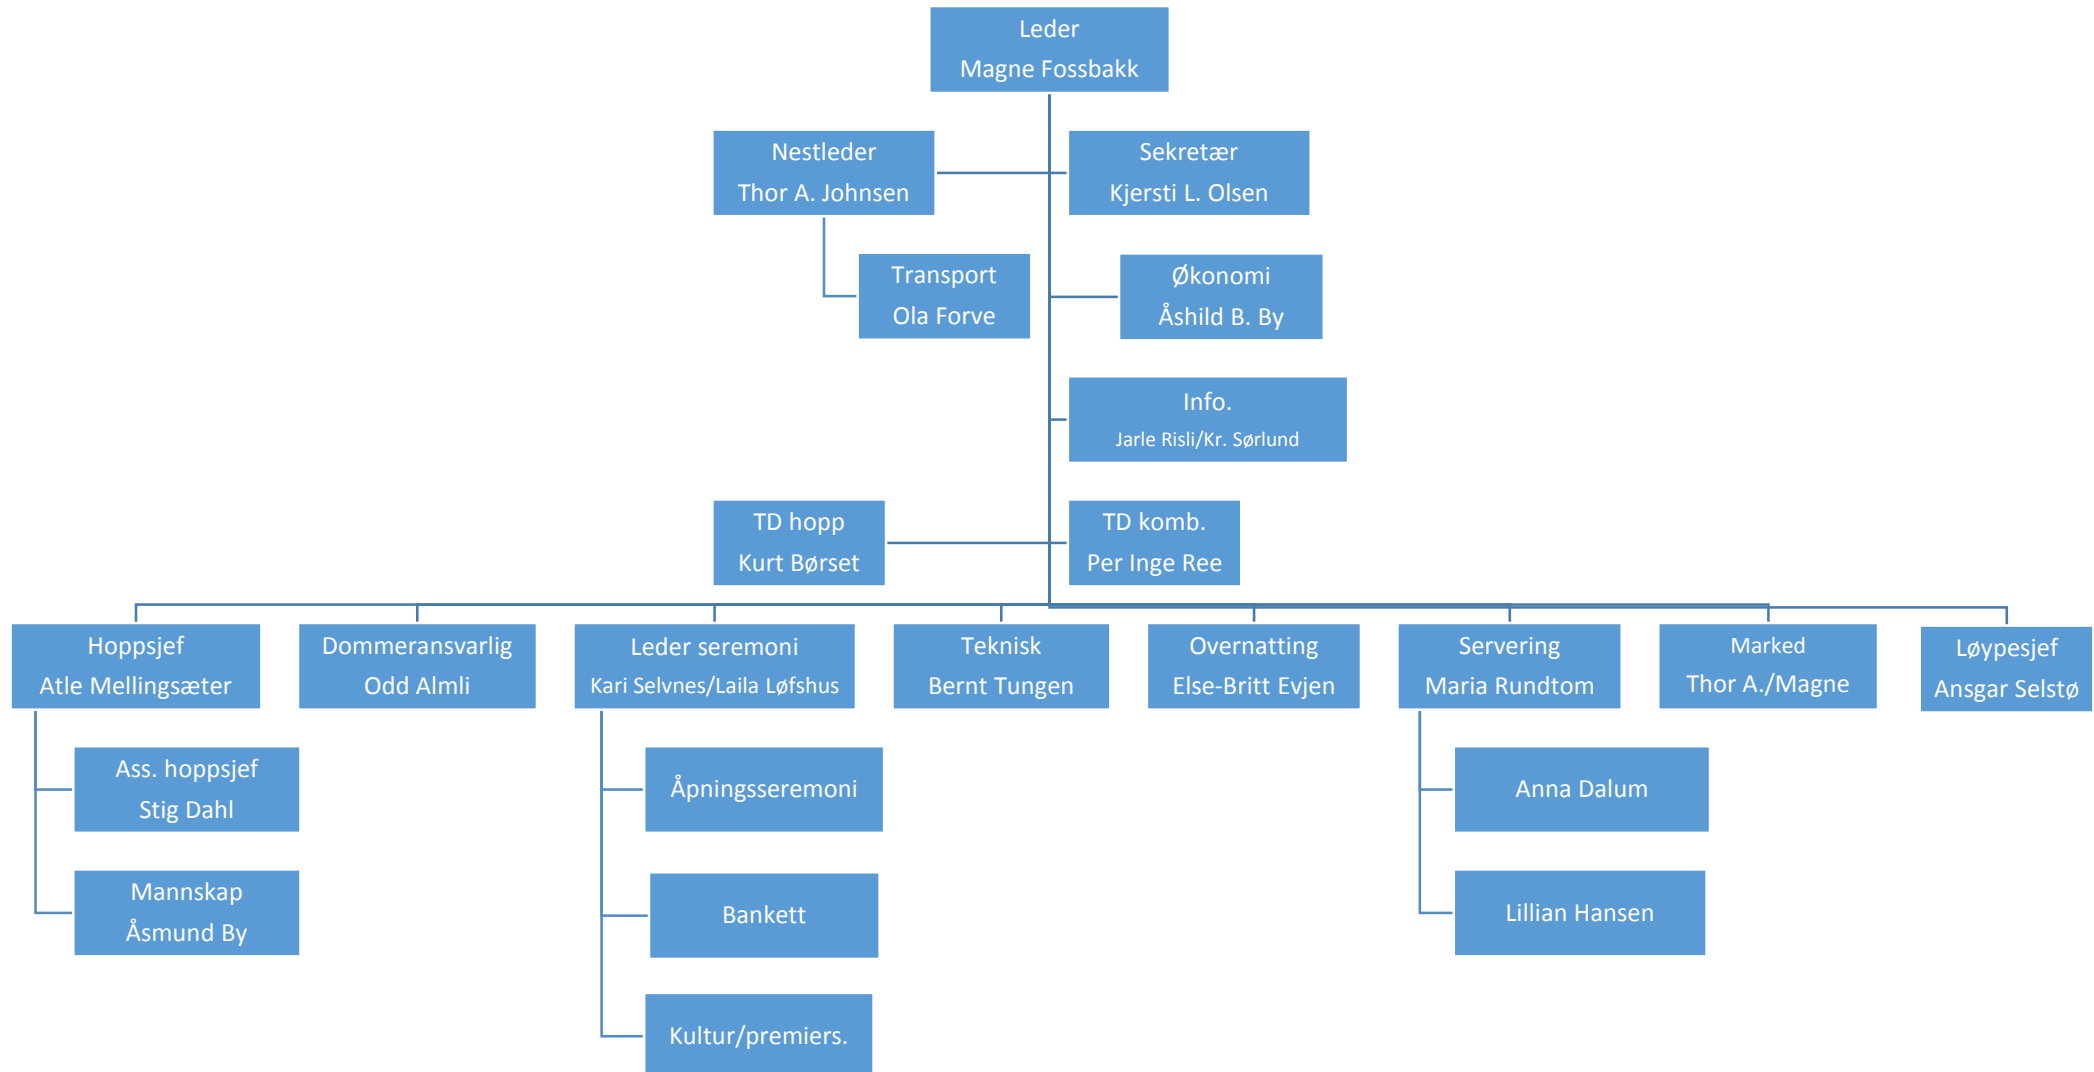 Leder
Magne Fossbakk
Nestleder
Thor A. Johnsen
Sekretær
Kjersti L. Olsen
Transport
Ola Forve
Økonomi
Åshild B. By
Info.
Jarle Risli/Kr. Sørlund
TD hopp
Kurt Børset
TD komb.
Per Inge Ree
Hoppsjef
Atle Mellingsæter
Dommeransvarlig
Odd Almli
Leder seremoni
Kari Selvnes/Laila Løfshus
Teknisk
Bernt Tungen
Overnatting
Else-Britt Evjen
Servering
Maria Rundtom
Marked
Thor A./Magne
Løypesjef
Ansgar Selstø
Ass. hoppsjef
Stig Dahl
Åpningsseremoni
Anna Dalum
Mannskap
Åsmund By
Bankett
Lillian Hansen
Kultur/premiers.